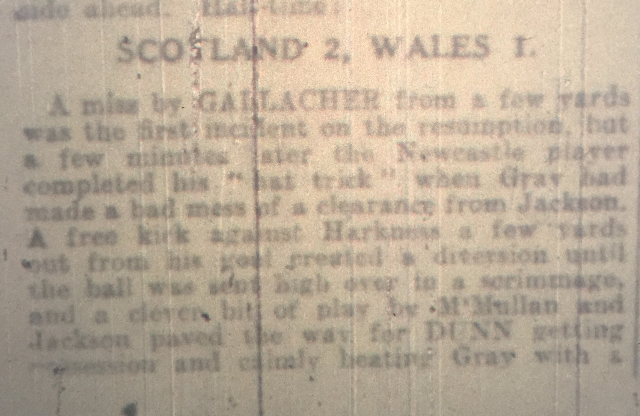 side ahead. Half-time:
SCOTLAND 2, WALES 1.
A miss by GALLACHER from a few yards
was the first incident on the resumption, but
a few minutes later the Newcastle player
completed his "hat trick" when Gray had
made a bad mess of a clearance from Jackson.
A free kick against Harkness a few yards
out from his goal created a diversion until
the ball was sent high over in a scrimmage,
and a clever bit of play by M'Mullan and
Jackson paved the way for DUNN getting
possession and calmly beating Gray with a